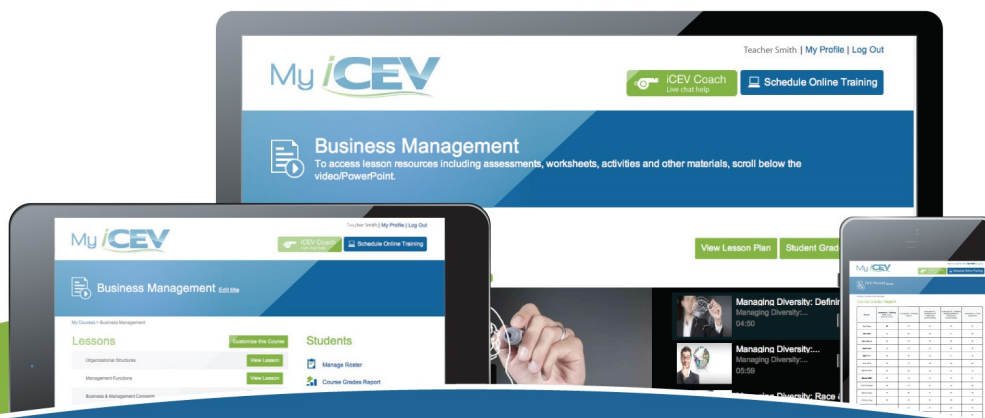 Teacher Smith | My Profile | Log Out
My iCEV
iCEV Coach
Live chat help
Schedule Online Training
Business Management
To access lesson resources including assessments, worksheets, activities and other materials, scroll below the
video/PowerPoint.
View Lesson Plan
Student Grad
Managing Diversity: Defini
Managing Diversity:...
04:50
Managing Diversity:...
Managing Diversity:...
05:59
Managing Diversity: Race &
Teacher Smith | My Profile | Log Out
My iCEV
iCEV Coach
Live chat help
Schedule Online Training
Business Management Edit title
My Courses > Business Management
Lessons
Customize this Course
Students
Organizational Structures
View Lesson
Manage Roster
Management Functions
View Lesson
Course Grades Report
Business & Management Concepts
My iCEV
Course Grades Report